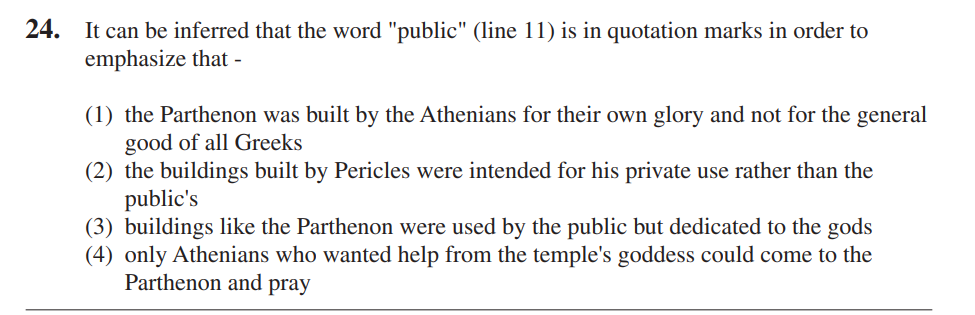 24. It can be inferred that the word "public" (line 11) is in quotation marks in order to
emphasize that -
(1) the Parthenon was built by the Athenians for their own glory and not for the general
good of all Greeks
(2) the buildings built by Pericles were intended for his private use rather than the
public's
(3) buildings like the Parthenon were used by the public but dedicated to the gods
(4) only Athenians who wanted help from the temple's goddess could come to the
Parthenon and pray